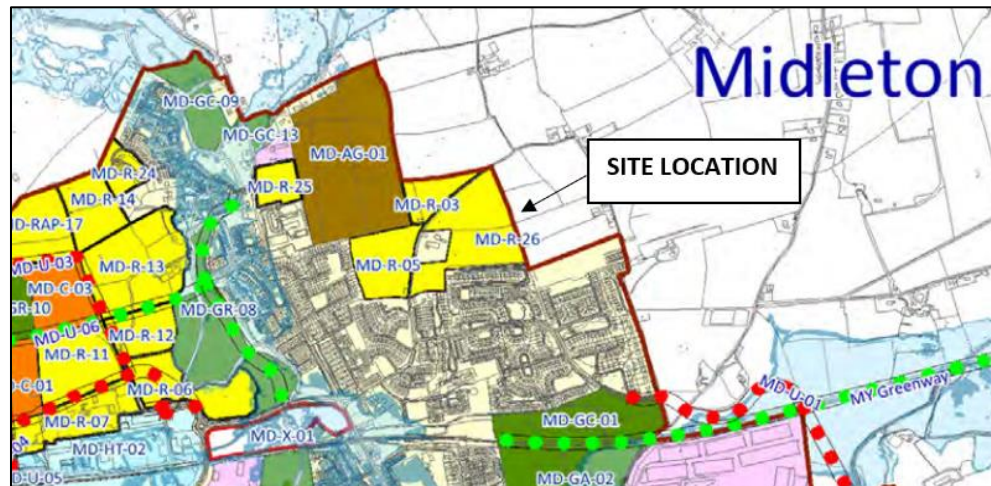 Midleton
SITE LOCATION
MD-GC-09
MD-GC-13
MD-AG-01
MD-R-24
MD-R-25
MD-R-14
MD-R-03
MD-RAP-17
MD-R-26
MD-R-05
MD-U-03
MD-R-13
MD-C-03
MD-GR-08
GR-10
MD-U-06
MD-R-12
MD-R-11
D-C-01
MD-R-06
MD-R-07
MD-U-01
MY Greenway
MD-GC-01
MD-X-01
MD-HT-02
D-U-05
MD-GA-02